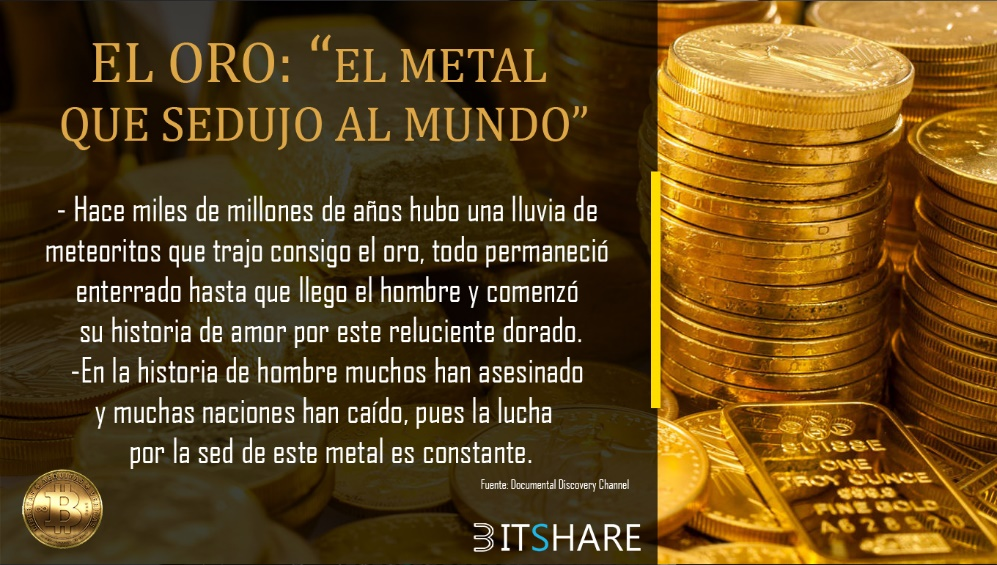 EL ORO: “EL METAL
QUE SEDUJO AL MUNDO”
- Hace miles de millones de años hubo una lluvia de
meteoritos que trajo consigo el oro, todo permaneció
enterrado hasta que llego el hombre y comenzó
su historia de amor por este reluciente dorado.
-En la historia de hombre muchos han asesinado
y muchas naciones han caído, pues la lucha
por la sed de este metal es constante.
Fuente: Documental Discovery Channel
BITSHARE
SUISSE
ONE
TROY OUNCE
999.9
FINE GOLD